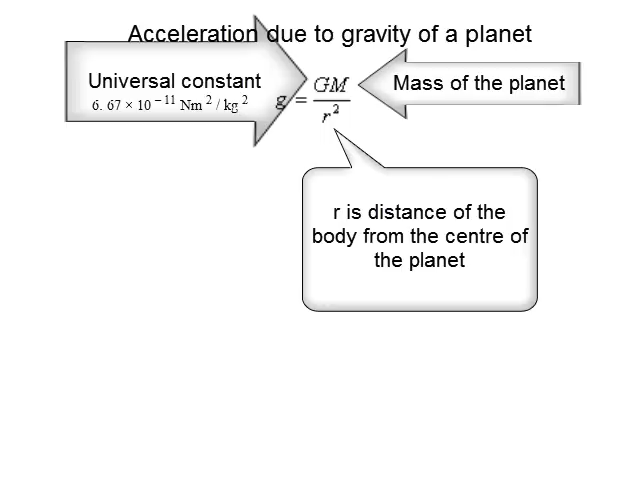 Acceleration due to gravity of a planet
Universal constant
6. 67 × 10 ⁻¹¹ Nm ² / kg ²
g = GM / r²
Mass of the planet
r is distance of the
body from the centre of
the planet